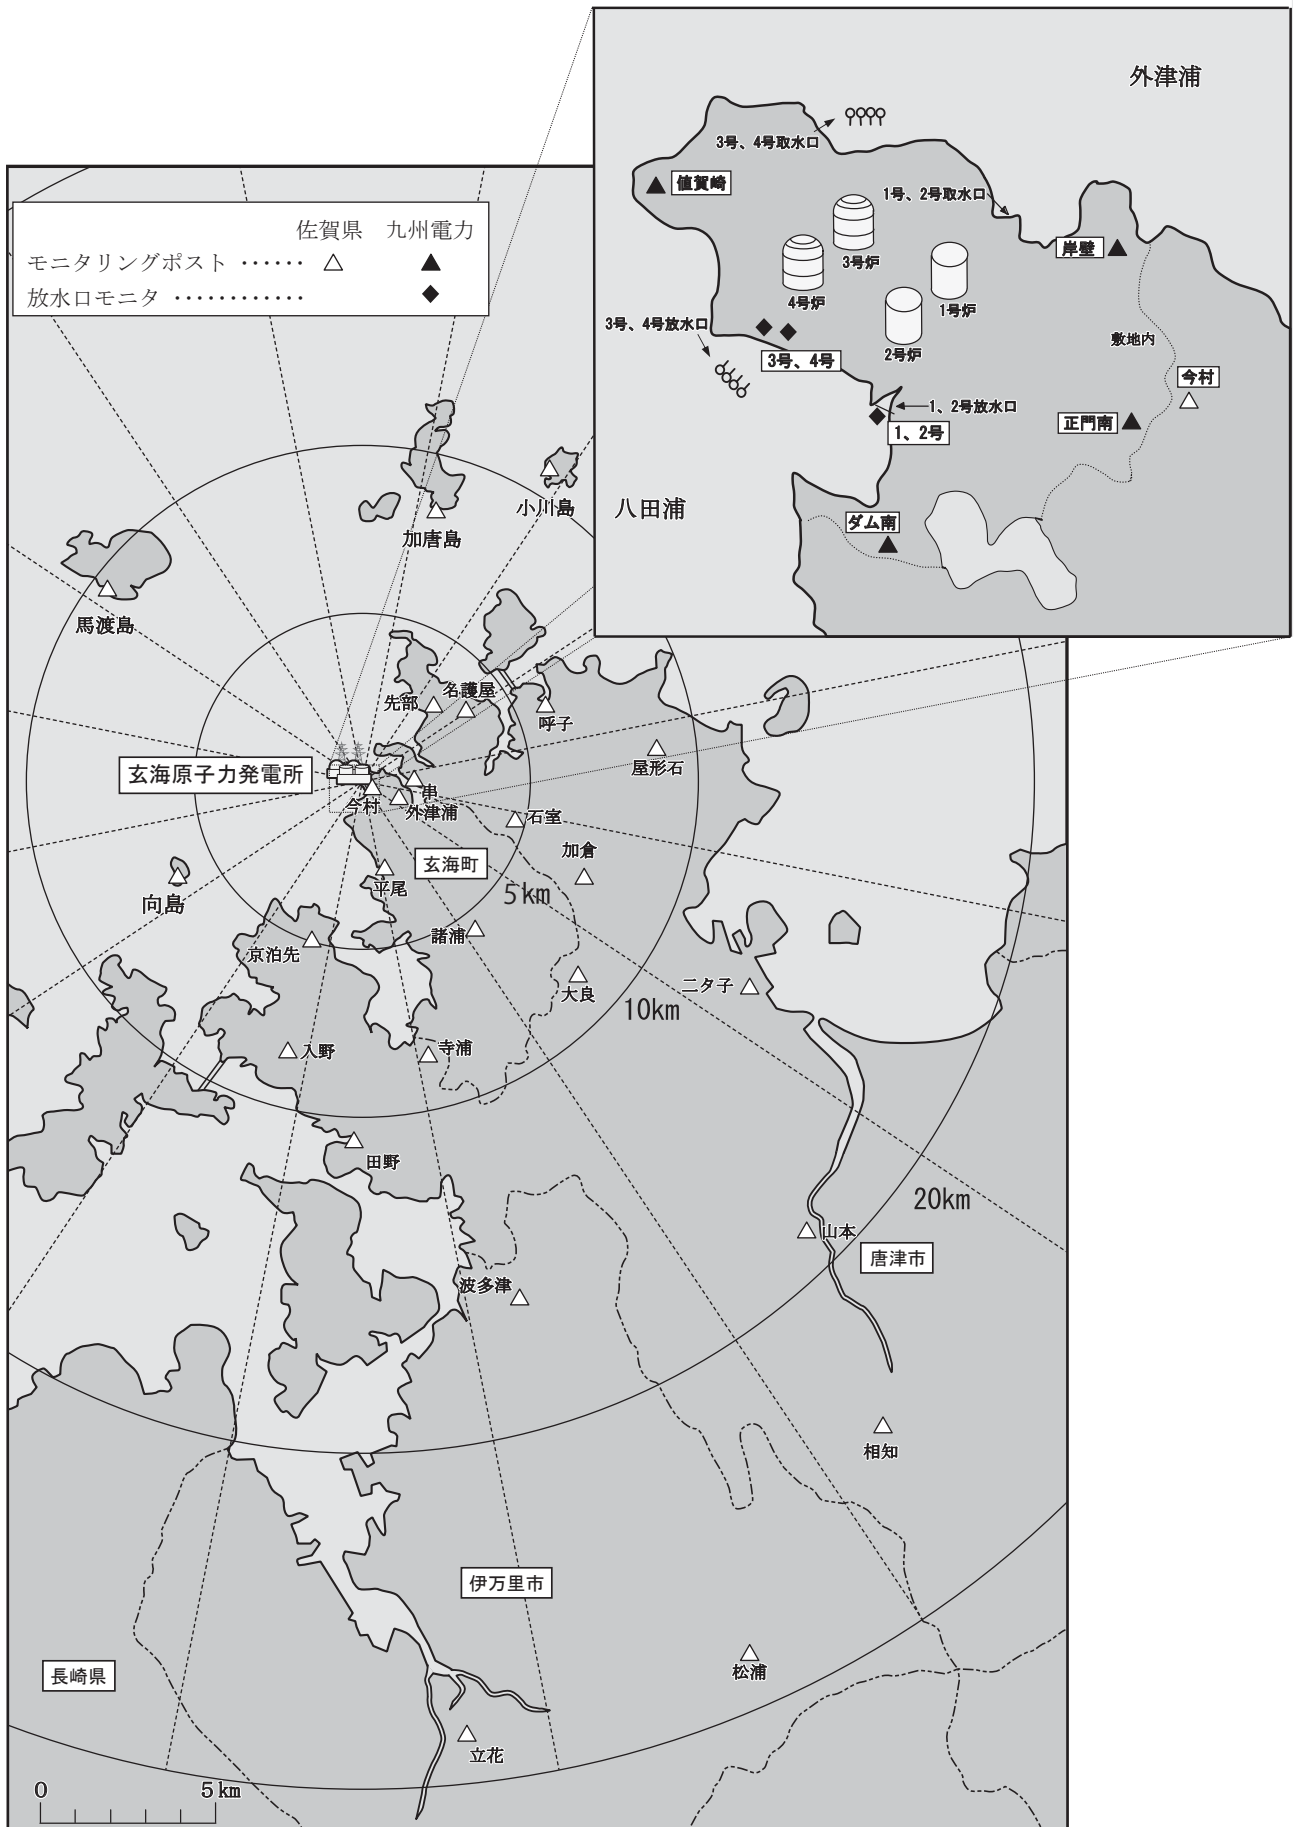 外津浦
3号、4号取水口
値賀崎
1号、2号取水口
岸壁
3号炉
4号炉
1号炉
2号炉
3号、4号放水口
3号、4号
敷地内
今村
1、2号放水口
1、2号
正門南
八田浦
ダム南
佐賀県 九州電力
モニタリングポスト ‥‥‥ △ ▲
放水口モニタ ‥‥‥‥‥‥ ◆
小川島
加唐島
馬渡島
先部
名護屋
呼子
屋形石
玄海原子力発電所
串
今村
外津浦
石室
加倉
玄海町
平尾
5km
向島
諸浦
京泊先
二タ子
大良
10km
入野
寺浦
田野
20km
山本
唐津市
波多津
相知
伊万里市
長崎県
松浦
立花
0 5km